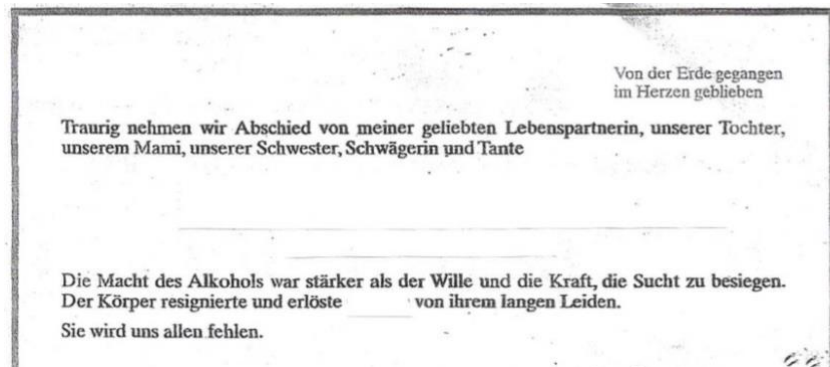 Von der Erde gegangen
im Herzen geblieben
Traurig nehmen wir Abschied von meiner geliebten Lebenspartnerin, unserer Tochter,
unserem Mami, unserer Schwester, Schwägerin und Tante
Die Macht des Alkohols war stärker als der Wille und die Kraft, die Sucht zu besiegen.
Der Körper resignierte und erlöste von ihrem langen Leiden.
Sie wird uns allen fehlen.